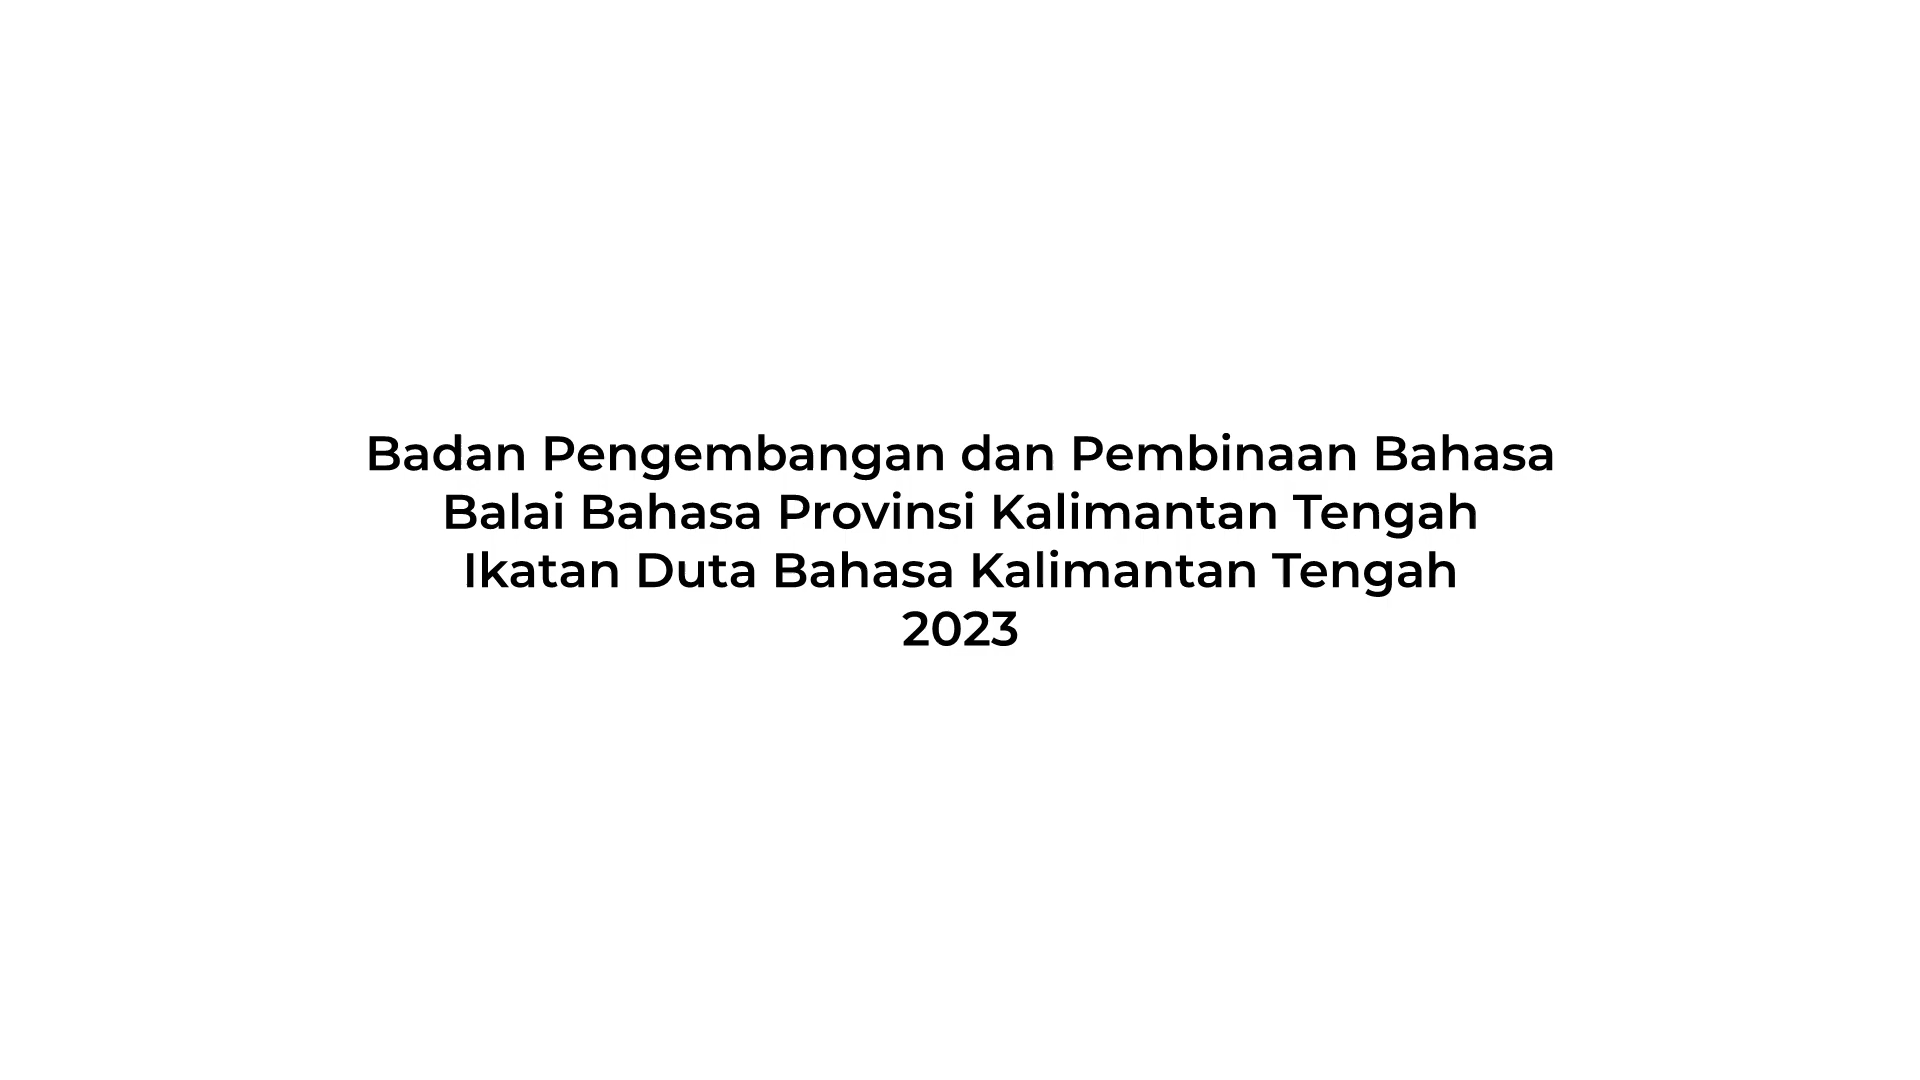 Badan Pengembangan dan Pembinaan Bahasa
Balai Bahasa Provinsi Kalimantan Tengah
Ikatan Duta Bahasa Kalimantan Tengah
2023